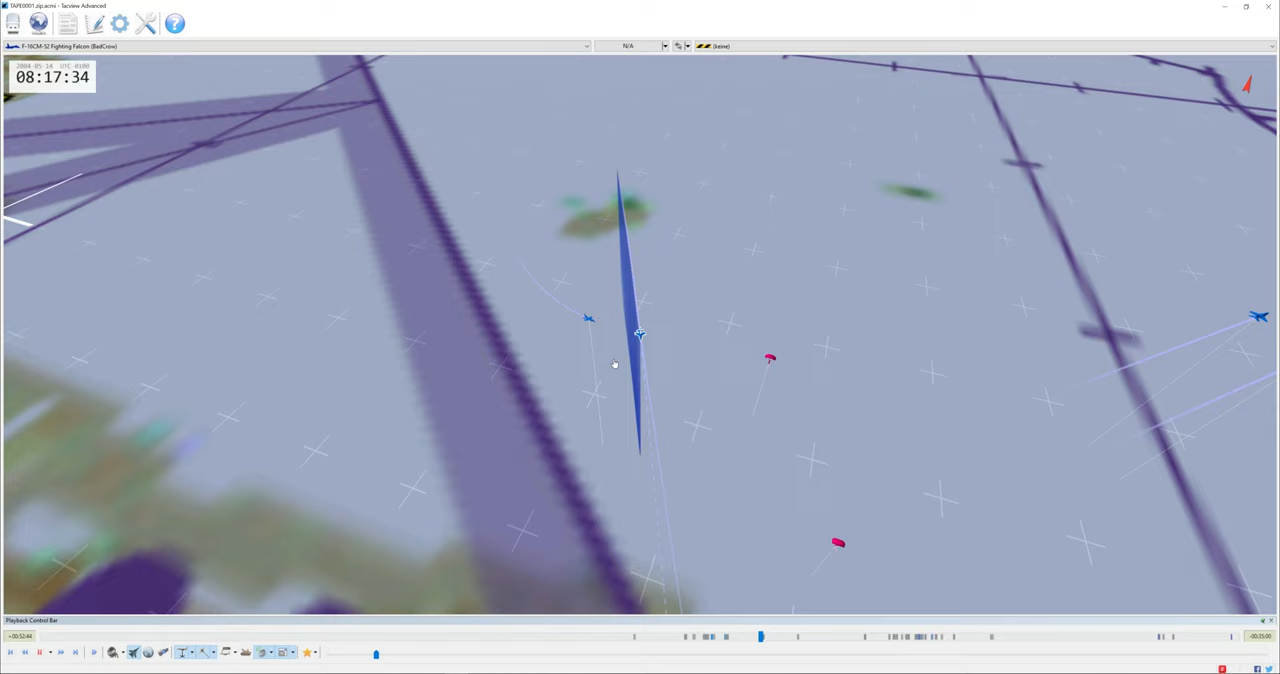 TAPE0001.zip.acmi - Tacview Advanced
F-16CM-52 Fighting Falcon (BadCrow)
N/A
(keine)
2004-05-14 UTC-0100
08:17:34
Playback Control Bar
+00:52:44
-00:35:00